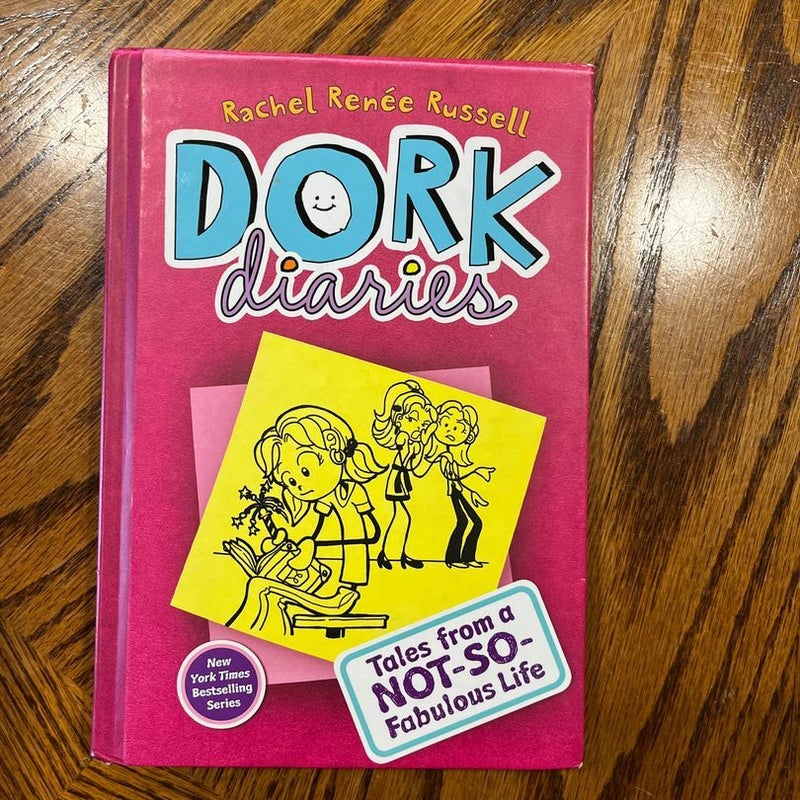 Rachel Renée Russell
DORK
diaries
Tales from a
NOT-SO-
Fabulous Life
New
York Times
Bestselling
Series